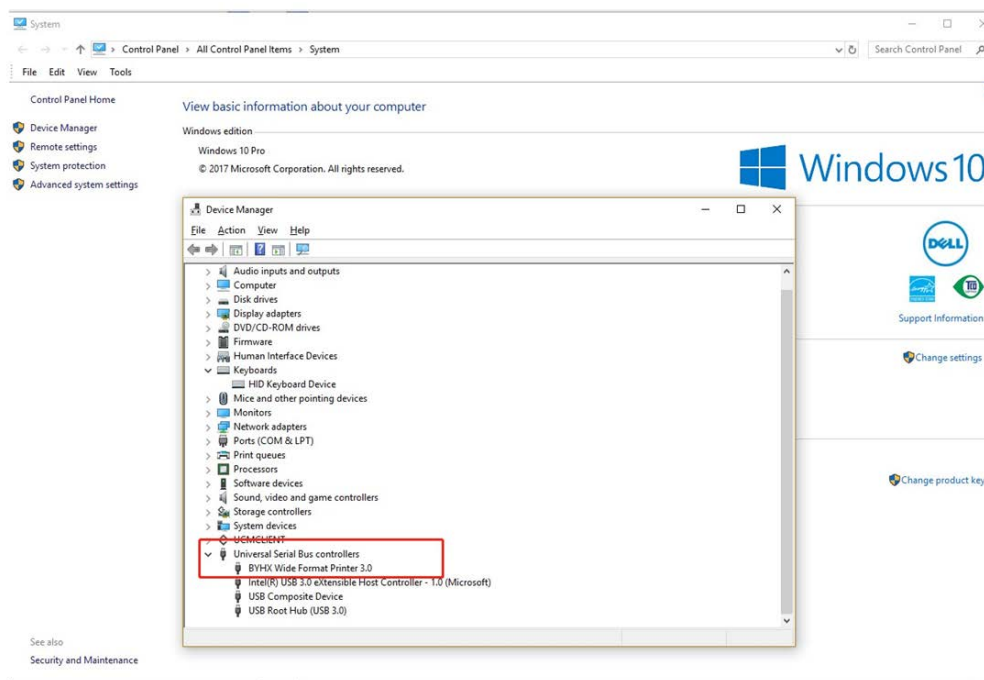 System
Control Panel > All Control Panel Items > System
Search Control Panel
File Edit View Tools
Control Panel Home
Device Manager
Remote settings
System protection
Advanced system settings
View basic information about your computer
Windows edition
Windows 10 Pro
© 2017 Microsoft Corporation. All rights reserved.
Windows 10
DELL
Support Information
Change settings
Change product key
Device Manager
File Action View Help
Audio inputs and outputs
Computer
Disk drives
Display adapters
DVD/CD-ROM drives
Firmware
Human Interface Devices
Keyboards
HID Keyboard Device
Mice and other pointing devices
Monitors
Network adapters
Ports (COM & LPT)
Print queues
Processors
Software devices
Sound, video and game controllers
Storage controllers
System devices
UCMCLIENT
Universal Serial Bus controllers
BYHX Wide Format Printer 3.0
Intel(R) USB 3.0 eXtensible Host Controller - 1.0 (Microsoft)
USB Composite Device
USB Root Hub (USB 3.0)
See also
Security and Maintenance